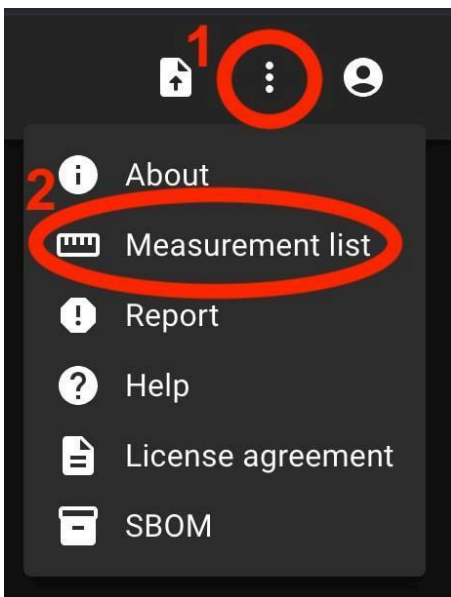 1
2
About
Measurement list
Report
Help
License agreement
SBOM